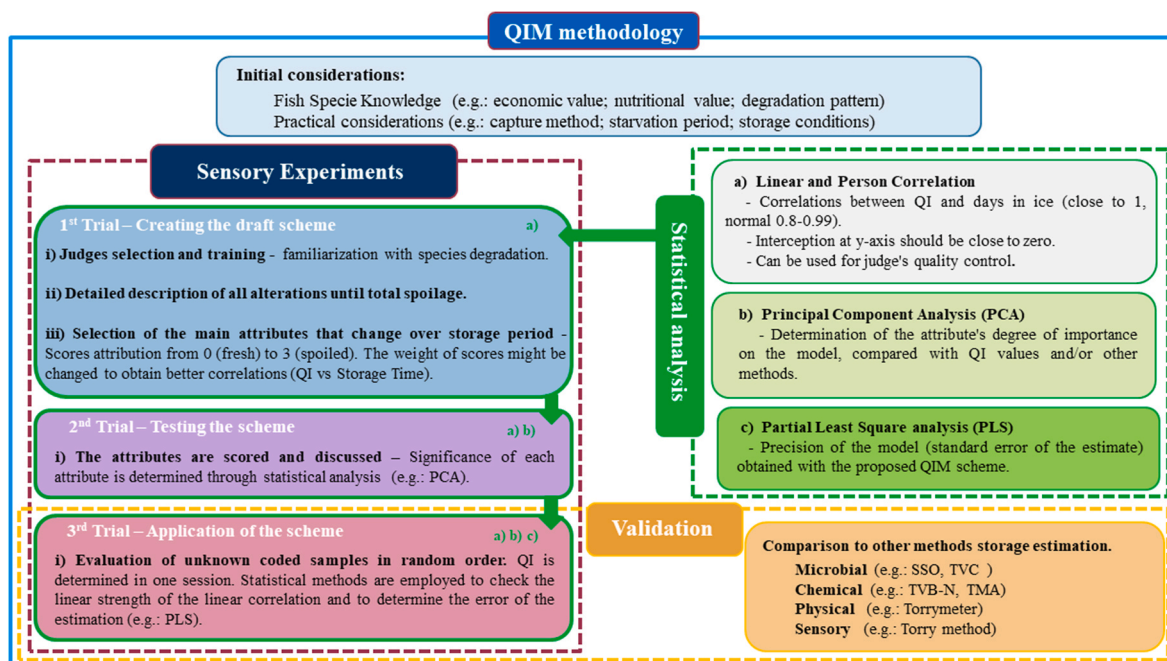 QIM methodology
Initial considerations:
Fish Specie Knowledge (e.g.: economic value; nutritional value; degradation pattern)
Practical considerations (e.g.: capture method; starvation period; storage conditions)
Sensory Experiments
1st Trial – Creating the draft scheme a)
i) Judges selection and training - familiarization with species degradation.
ii) Detailed description of all alterations until total spoilage.
iii) Selection of the main attributes that change over storage period -
Scores attribution from 0 (fresh) to 3 (spoiled). The weight of scores might be
changed to obtain better correlations (QI vs Storage Time).
2nd Trial – Testing the scheme a) b)
i) The attributes are scored and discussed – Significance of each
attribute is determined through statistical analysis (e.g.: PCA).
3rd Trial – Application of the scheme a) b) c)
i) Evaluation of unknown coded samples in random order. QI is
determined in one session. Statistical methods are employed to check the
linear strength of the linear correlation and to determine the error of the
estimation (e.g.: PLS).
Statistical analysis
a) Linear and Person Correlation
- Correlations between QI and days in ice (close to 1,
normal 0.8-0.99).
- Interception at y-axis should be close to zero.
- Can be used for judge's quality control.
b) Principal Component Analysis (PCA)
- Determination of the attribute's degree of importance
on the model, compared with QI values and/or other
methods.
c) Partial Least Square analysis (PLS)
- Precision of the model (standard error of the estimate)
obtained with the proposed QIM scheme.
Validation
Comparison to other methods storage estimation.
Microbial (e.g.: SSO, TVC )
Chemical (e.g.: TVB-N, TMA)
Physical (e.g.: Torrymeter)
Sensory (e.g.: Torry method)